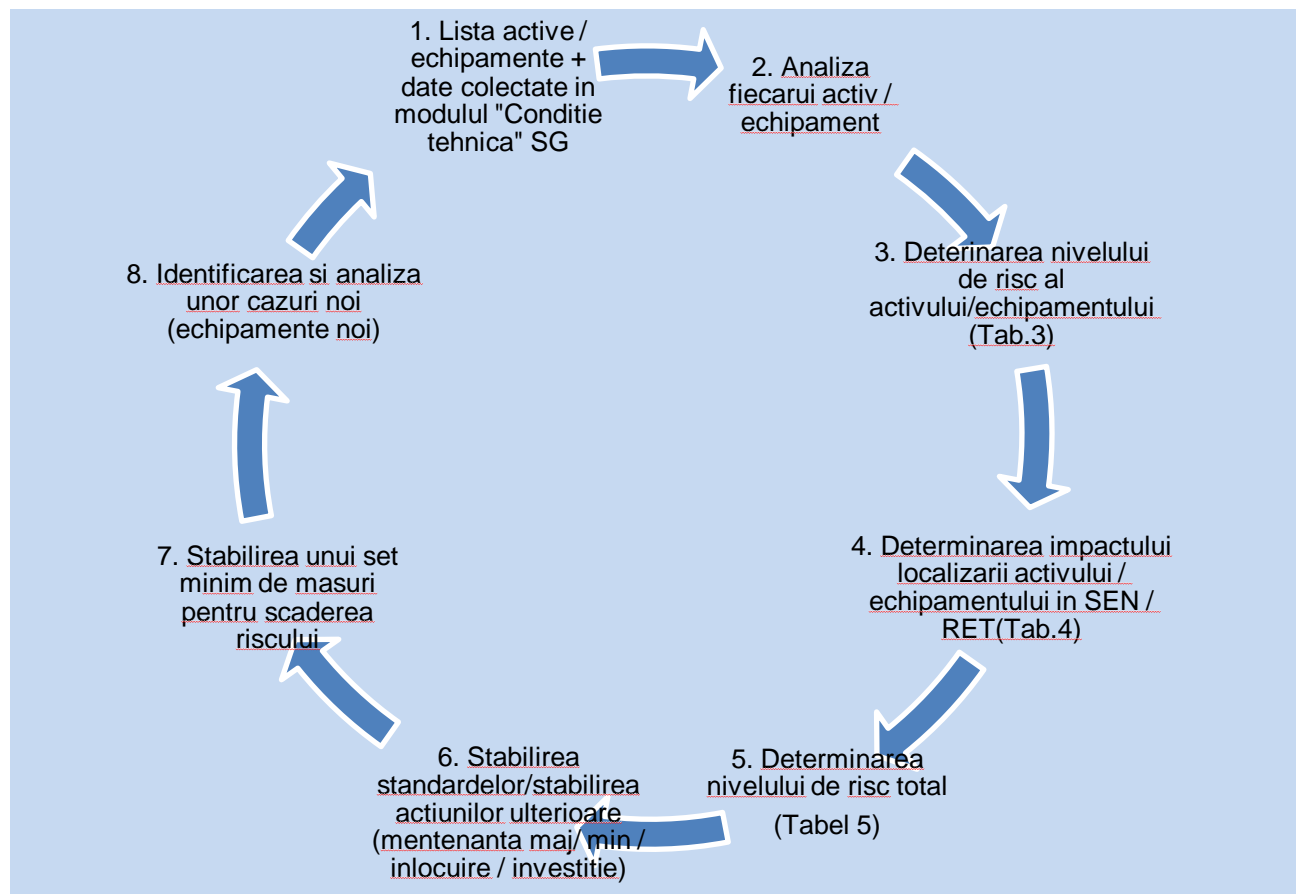 1. Lista active /
echipamente +
date colectate in
modulul "Conditie
tehnica" SG
2. Analiza
fiecarui activ /
echipament
3. Deterinarea nivelului
de risc al
activului/echipamentului
(Tab.3)
4. Determinarea impactului
localizarii activului /
echipamentului in SEN /
RET(Tab.4)
5. Determinarea
nivelului de risc total
(Tabel 5)
6. Stabilirea
standardelor/stabilirea
actiunilor ulterioare
(mentenanta maj/ min /
inlocuire / investitie)
7. Stabilirea unui set
minim de masuri
pentru scaderea
riscului
8. Identificarea si analiza
unor cazuri noi
(echipamente noi)